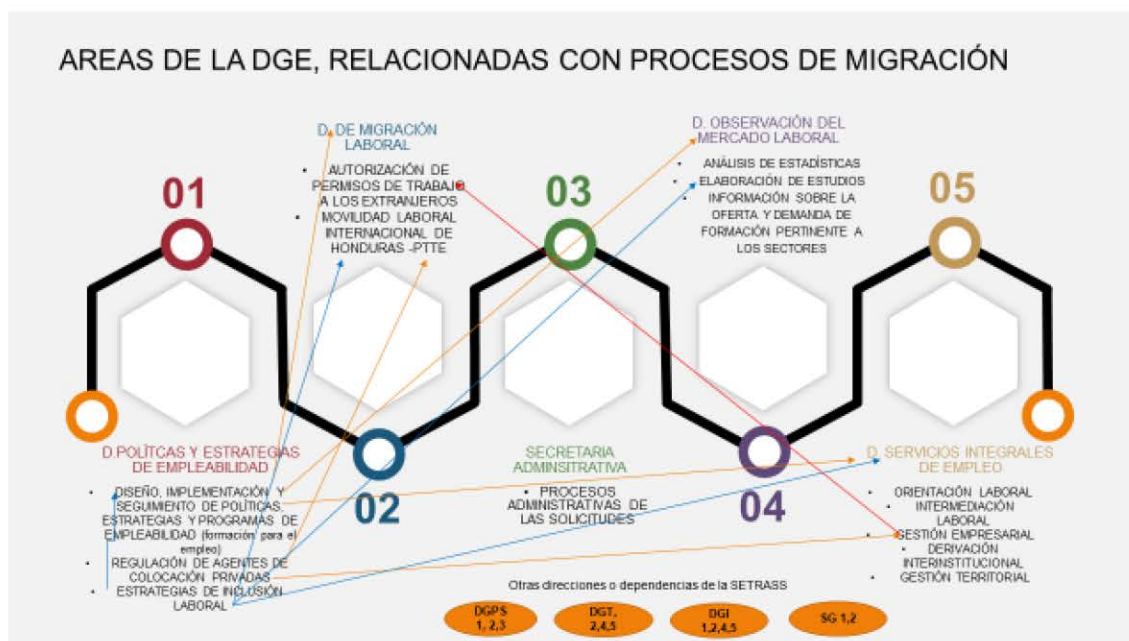 AREAS DE LA DGE, RELACIONADAS CON PROCESOS DE MIGRACIÓN
01
D. DE MIGRACIÓN
LABORAL
• AUTORIZACIÓN DE
PERMISOS DE TRABAJO
A LOS EXTRANJEROS
• MOVILIDAD LABORAL
INTERNACIONAL DE
HONDURAS -PTTE
03
D. OBSERVACIÓN DEL
MERCADO LABORAL
• ANÁLISIS DE ESTADÍSTICAS
• ELABORACIÓN DE ESTUDIOS
• INFORMACIÓN SOBRE LA
OFERTA Y DEMANDA DE
FORMACIÓN PERTINENTE A
LOS SECTORES
05
D.POLÍTCAS Y ESTRATEGIAS
DE EMPLEABILIDAD
• DISEÑO, IMPLEMENTACIÓN Y
SEGUIMIENTO DE POLÍTICAS,
ESTRATEGIAS Y PROGRAMAS DE
EMPLEABILIDAD (formación para el
empleo)
• REGULACIÓN DE AGENTES DE
COLOCACIÓN PRIVADAS
• ESTRATEGIAS DE INCLUSIÓN
LABORAL
02
SECRETARIA
ADMINSITRATIVA
• PROCESOS
ADMINISTRATIVAS DE
LAS SOLICITUDES
04
D. SERVICIOS INTEGRALES
DE EMPLEO
• ORIENTACIÓN LABORAL
• INTERMEDIACIÓN
LABORAL
• GESTIÓN EMPRESARIAL
• DERIVACIÓN
INTERINSTITUCIONAL
GESTIÓN TERRITORIAL
Otras direcciones o dependencias de la SETRASS
DGPS
1, 2,3
DGT,
2,4,5
DGI
1,2,4,5
SG 1,2